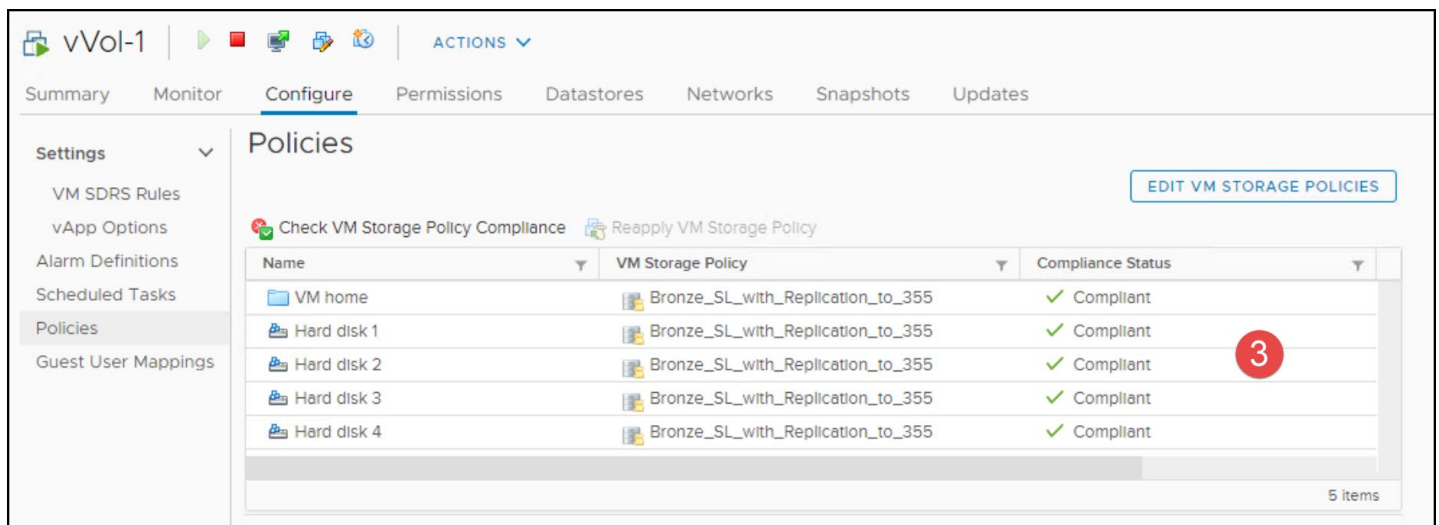 vVol-1 ACTIONS
Summary Monitor Configure Permissions Datastores Networks Snapshots Updates
Settings
VM SDRS Rules
vApp Options
Alarm Definitions
Scheduled Tasks
Policies
Guest User Mappings
Policies
EDIT VM STORAGE POLICIES
Check VM Storage Policy Compliance Reapply VM Storage Policy
Name VM Storage Policy Compliance Status
VM home Bronze_SL_with_Replication_to_355 Compliant
Hard disk 1 Bronze_SL_with_Replication_to_355 Compliant
Hard disk 2 Bronze_SL_with_Replication_to_355 Compliant 3
Hard disk 3 Bronze_SL_with_Replication_to_355 Compliant
Hard disk 4 Bronze_SL_with_Replication_to_355 Compliant
5 items